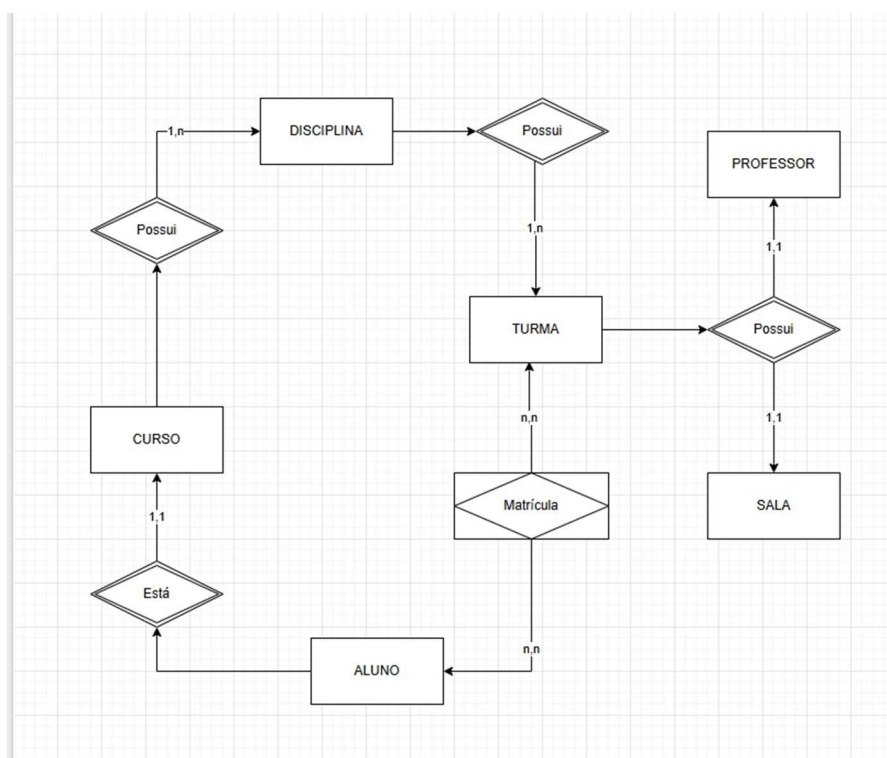 1,n
DISCIPLINA
Possui
PROFESSOR
Possui
1,n
1,1
TURMA
Possui
n,n
1,1
CURSO
Matrícula
SALA
1,1
Está
n,n
ALUNO